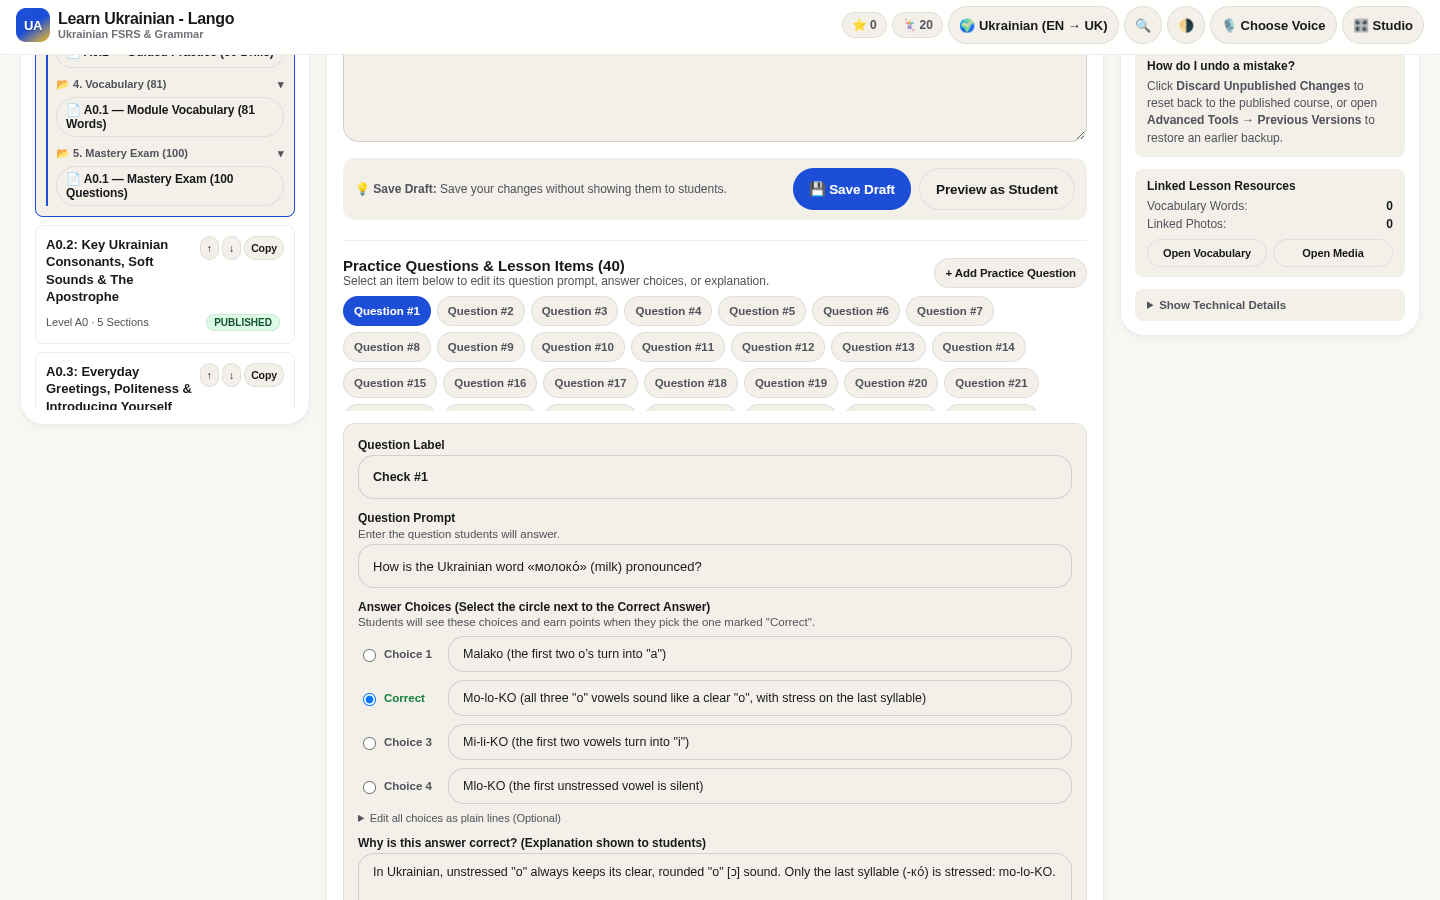 UA
Learn Ukrainian - Lango
Ukrainian FSRS & Grammar
⭐ 0
🃏 20
🌍 Ukrainian (EN → UK)
🔍
🌗
🎙️ Choose Voice
🎛️ Studio
📂 4. Vocabulary (81) ▾
📄 A0.1 — Module Vocabulary (81
Words)
📂 5. Mastery Exam (100) ▾
📄 A0.1 — Mastery Exam (100
Questions)
A0.2: Key Ukrainian
Consonants, Soft
Sounds & The
Apostrophe
↑ ↓ Copy
Level A0 · 5 Sections
PUBLISHED
A0.3: Everyday
Greetings, Politeness &
Introducing Yourself
↑ ↓ Copy
💡 Save Draft: Save your changes without showing them to students.
💾 Save Draft
Preview as Student
Practice Questions & Lesson Items (40)
Select an item below to edit its question prompt, answer choices, or explanation.
+ Add Practice Question
Question #1 Question #2 Question #3 Question #4 Question #5 Question #6 Question #7
Question #8 Question #9 Question #10 Question #11 Question #12 Question #13 Question #14
Question #15 Question #16 Question #17 Question #18 Question #19 Question #20 Question #21
Question Label
Check #1
Question Prompt
Enter the question students will answer.
How is the Ukrainian word «молоко́» (milk) pronounced?
Answer Choices (Select the circle next to the Correct Answer)
Students will see these choices and earn points when they pick the one marked "Correct".
Choice 1 Malako (the first two o’s turn into "a")
Correct Mo-lo-KO (all three "o" vowels sound like a clear "o", with stress on the last syllable)
Choice 3 Mi-li-KO (the first two vowels turn into "i")
Choice 4 Mlo-KO (the first unstressed vowel is silent)
▶ Edit all choices as plain lines (Optional)
Why is this answer correct? (Explanation shown to students)
In Ukrainian, unstressed "o" always keeps its clear, rounded "o" [ɔ] sound. Only the last syllable (-ко́) is stressed: mo-lo-KO.
How do I undo a mistake?
Click Discard Unpublished Changes to
reset back to the published course, or open
Advanced Tools → Previous Versions to
restore an earlier backup.
Linked Lesson Resources
Vocabulary Words: 0
Linked Photos: 0
Open Vocabulary
Open Media
▶ Show Technical Details